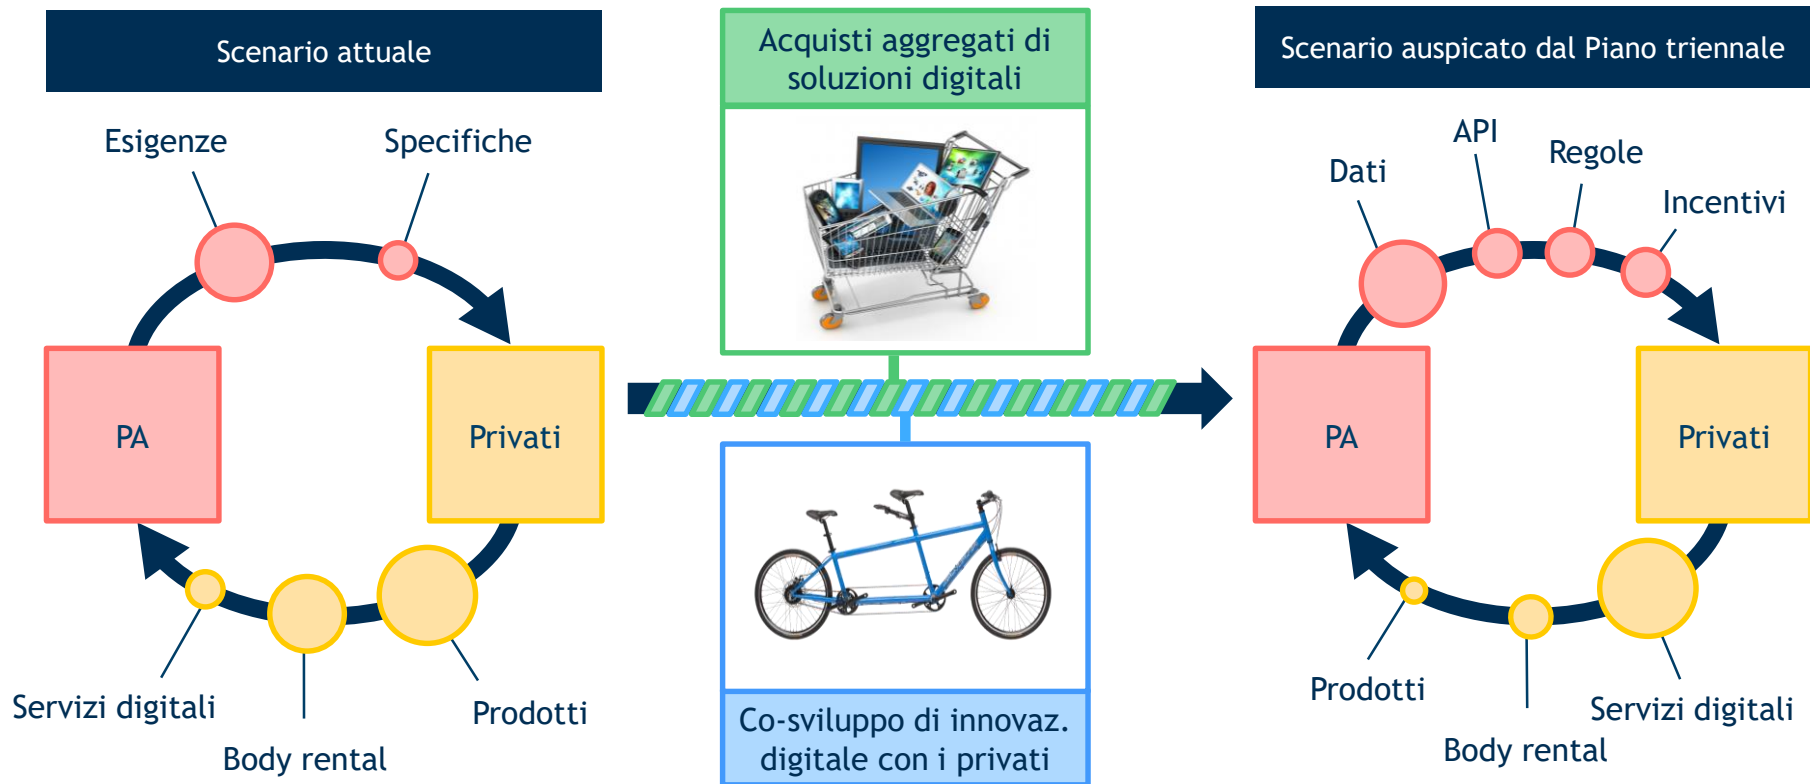 Scenario attuale
Esigenze
Specifiche
PA
Privati
Servizi digitali
Body rental
Prodotti
Acquisti aggregati di
soluzioni digitali
Co-sviluppo di innovaz.
digitale con i privati
Scenario auspicato dal Piano triennale
Dati
API
Regole
Incentivi
PA
Privati
Prodotti
Body rental
Servizi digitali